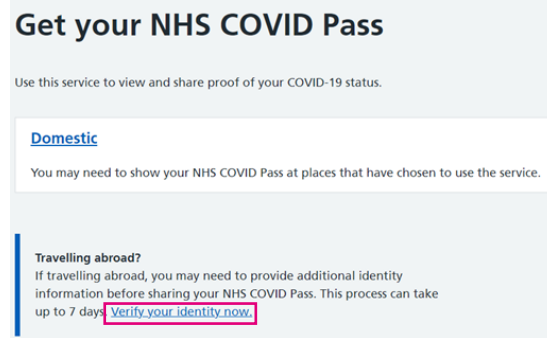 Get your NHS COVID Pass
Use this service to view and share proof of your COVID-19 status.
Domestic
You may need to show your NHS COVID Pass at places that have chosen to use the service.
Travelling abroad?
If travelling abroad, you may need to provide additional identity
information before sharing your NHS COVID Pass. This process can take
up to 7 days. Verify your identity now.